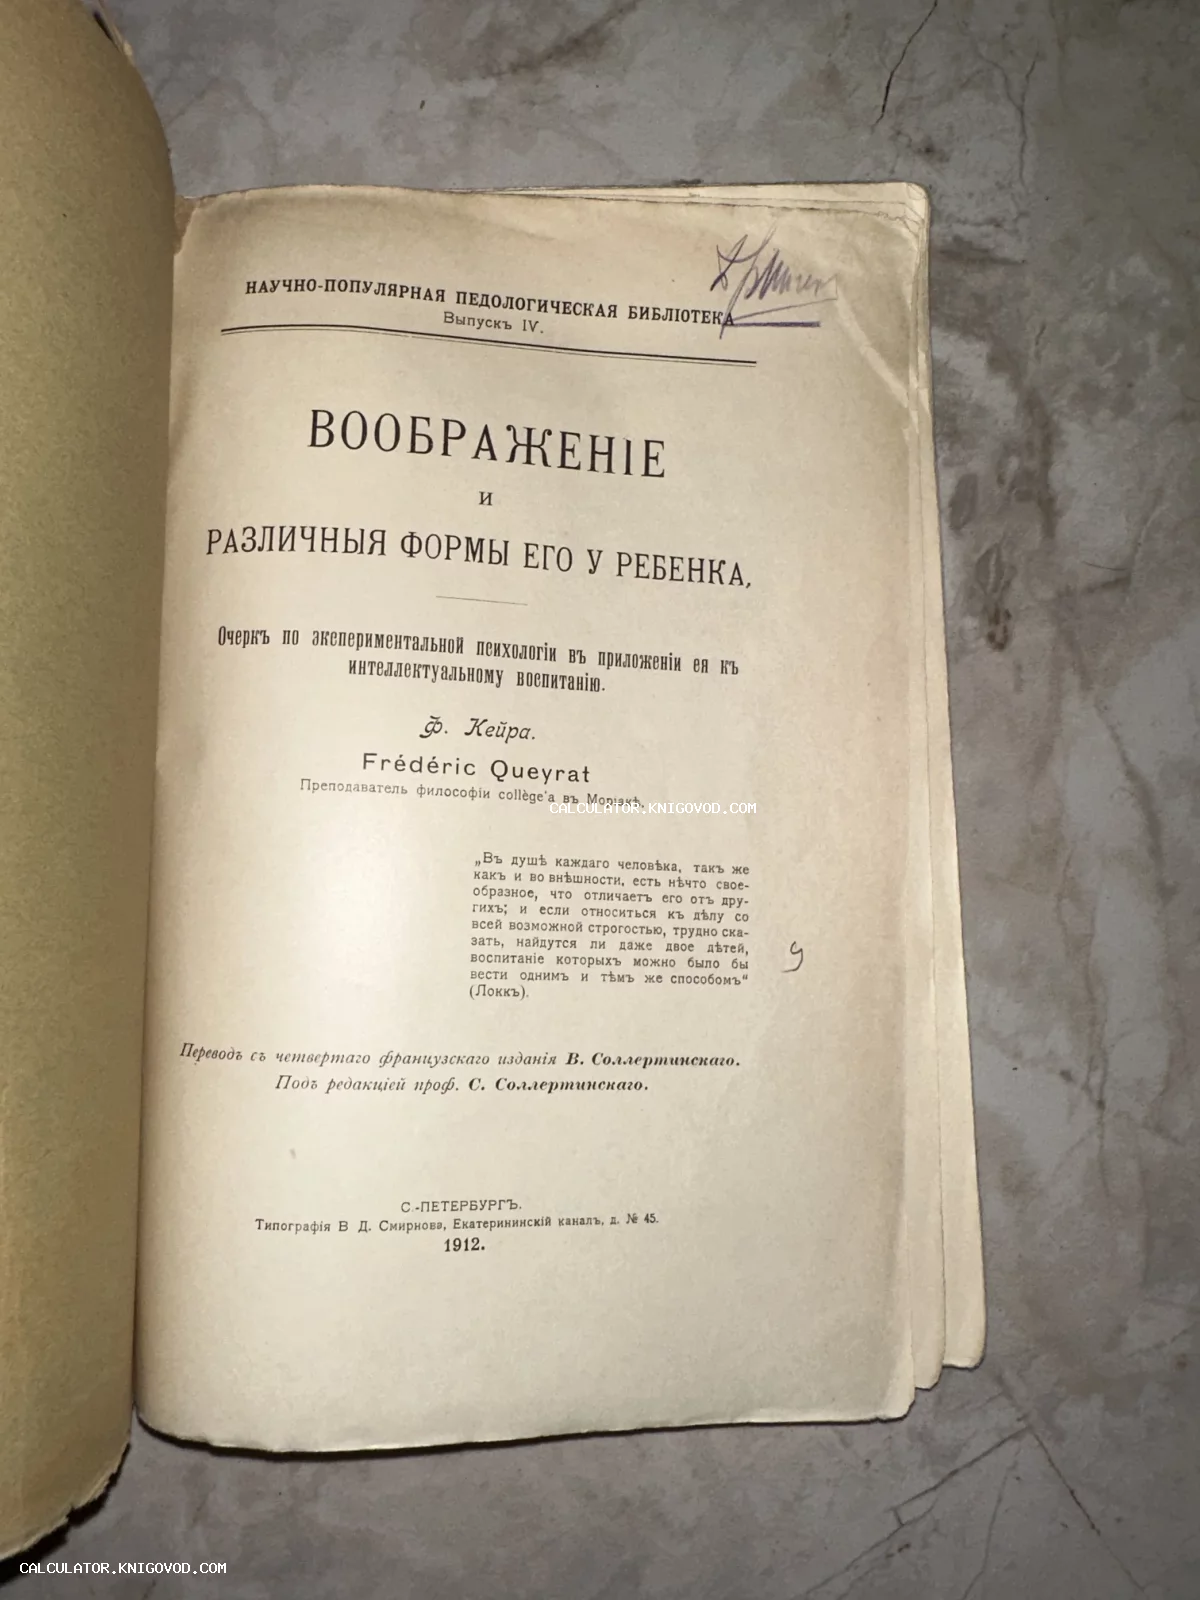 НАУЧНО-ПОПУЛЯРНАЯ ПЕДОЛОГИЧЕСКАЯ БИБЛІОТЕКА
Выпускъ IV.
ВООБРАЖЕНІЕ
И
РАЗЛИЧНЫЯ ФОРМЫ ЕГО У РЕБЕНКА,
Очеркъ по экспериментальной психологіи въ приложеніи ея къ
интеллектуальному воспитанію.
Ф. Кейра.
Frédéric Queyrat
Преподаватель философіи collège'а въ Моріакѣ.
CALCULATOR.KNIGOVOD.COM
„Въ душѣ каждаго человѣка, такъ же
какъ и во внѣшности, есть нѣчто свое-
образное, что отличаетъ его отъ дру-
гихъ; и если относиться къ дѣлу со
всей возможной строгостью, трудно ска-
зать, найдутся ли даже двое дѣтей,
воспитаніе которыхъ можно было бы
вести однимъ и тѣмъ же способомъ“
(Локкъ).
Переводъ съ четвертаго французскаго изданія В. Соллертинскаго.
Подъ редакціей проф. С. Соллертинскаго.
С.-ПЕТЕРБУРГЪ.
Типографія В Д. Смирнова, Екатерининскій каналъ, д. № 45.
1912.
CALCULATOR.KNIGOVOD.COM